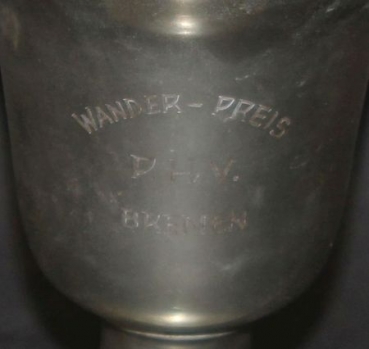 WANDER-PREIS
D.H.V.
BREMEN